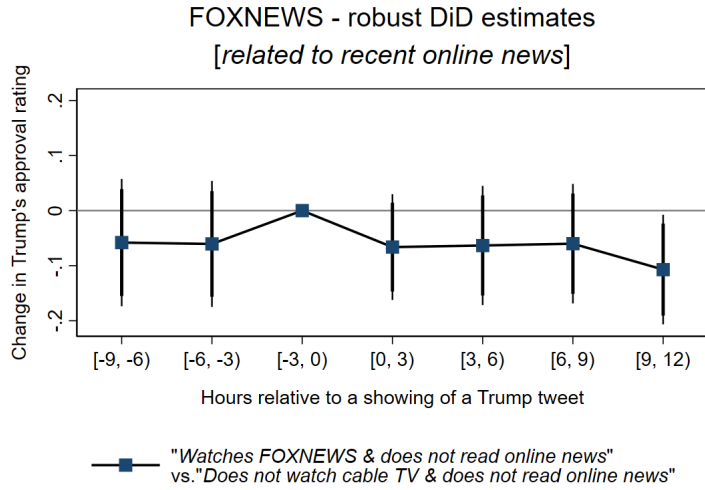 FOXNEWS - robust DiD estimates
[related to recent online news]
Change in Trump's approval rating
.2
.1
0
-.1
-.2
[-9, -6)
[-6, -3)
[-3, 0)
[0, 3)
[3, 6)
[6, 9)
[9, 12)
Hours relative to a showing of a Trump tweet
"Watches FOXNEWS & does not read online news"
vs."Does not watch cable TV & does not read online news"